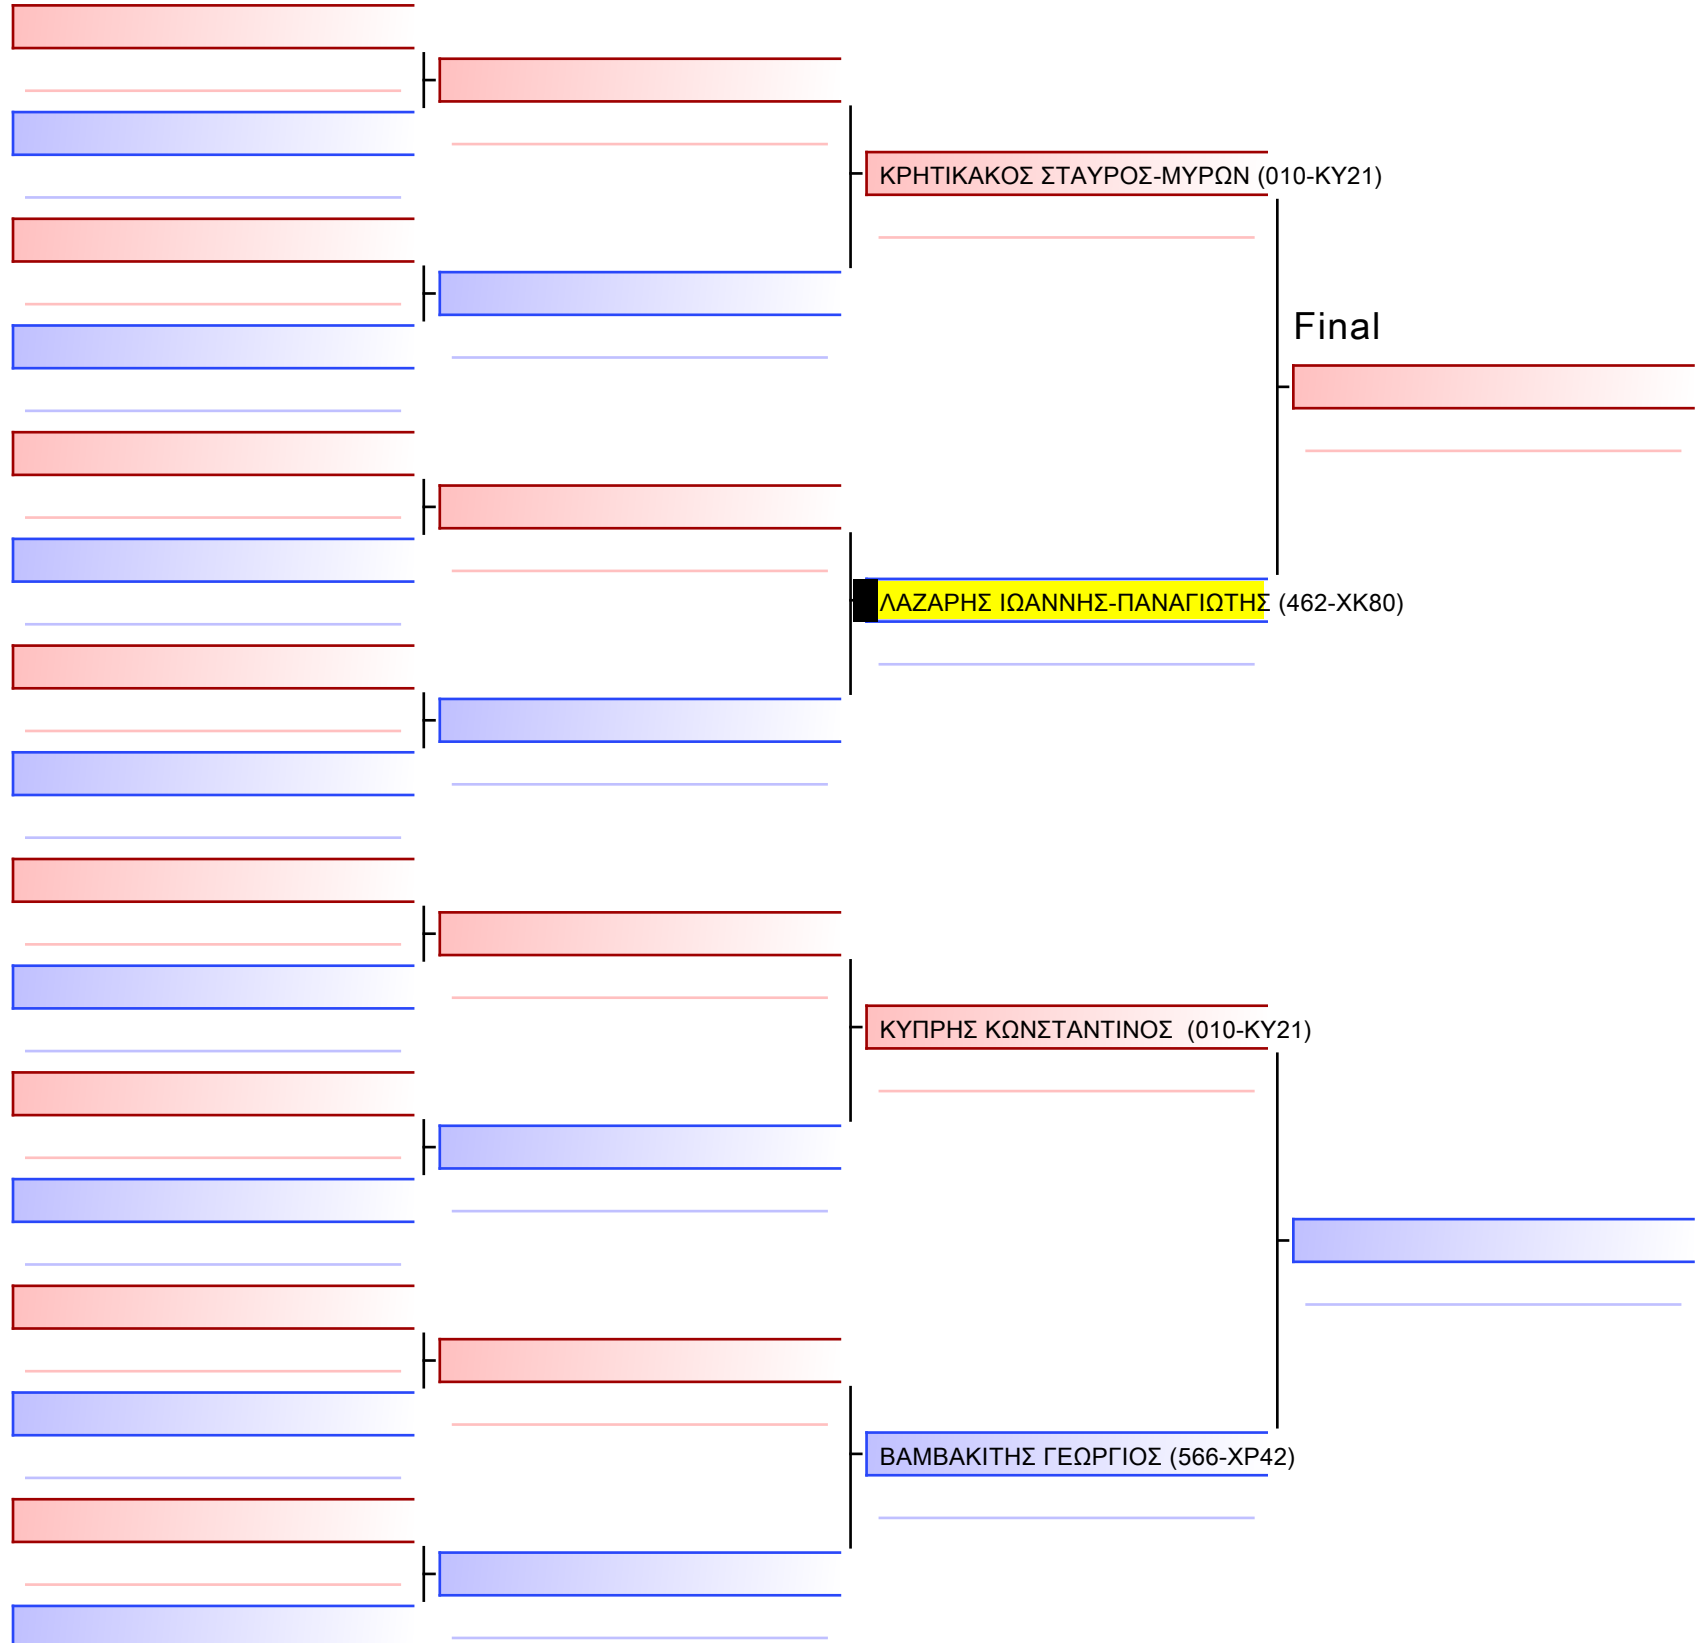 ΚΡΗΤΙΚΑΚΟΣ ΣΤΑΥΡΟΣ-ΜΥΡΩΝ (010-ΚΥ21)
Final
ΛΑΖΑΡΗΣ ΙΩΑΝΝΗΣ-ΠΑΝΑΓΙΩΤΗΣ (462-ΧΚ80)
ΚΥΠΡΗΣ ΚΩΝΣΤΑΝΤΙΝΟΣ  (010-ΚΥ21)
ΒΑΜΒΑΚΙΤΗΣ ΓΕΩΡΓΙΟΣ (566-ΧΡ42)